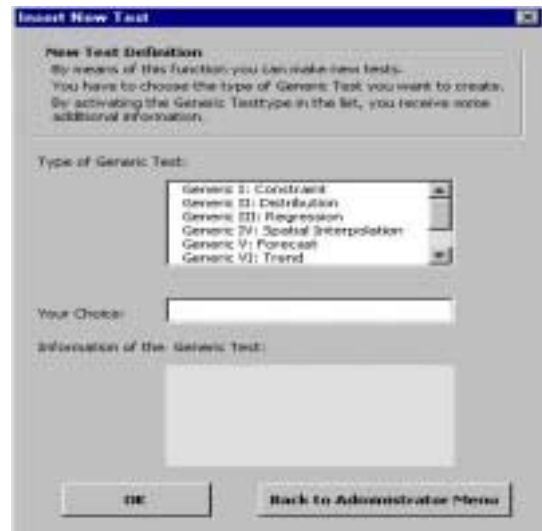 Insert New Test
New Test Definition
By means of this function you can make new tests.
You have to choose the type of Generic Test you want to create.
By activating the Generic Testtype in the list, you receive some
additional information.
Type of Generic Test:
Generic I: Constraint
Generic II: Distribution
Generic III: Regression
Generic IV: Spatial Interpolation
Generic V: Forecast
Generic VI: Trend
Your Choice:
Information of the Generic Test:
OK
Back to Administrator Menu